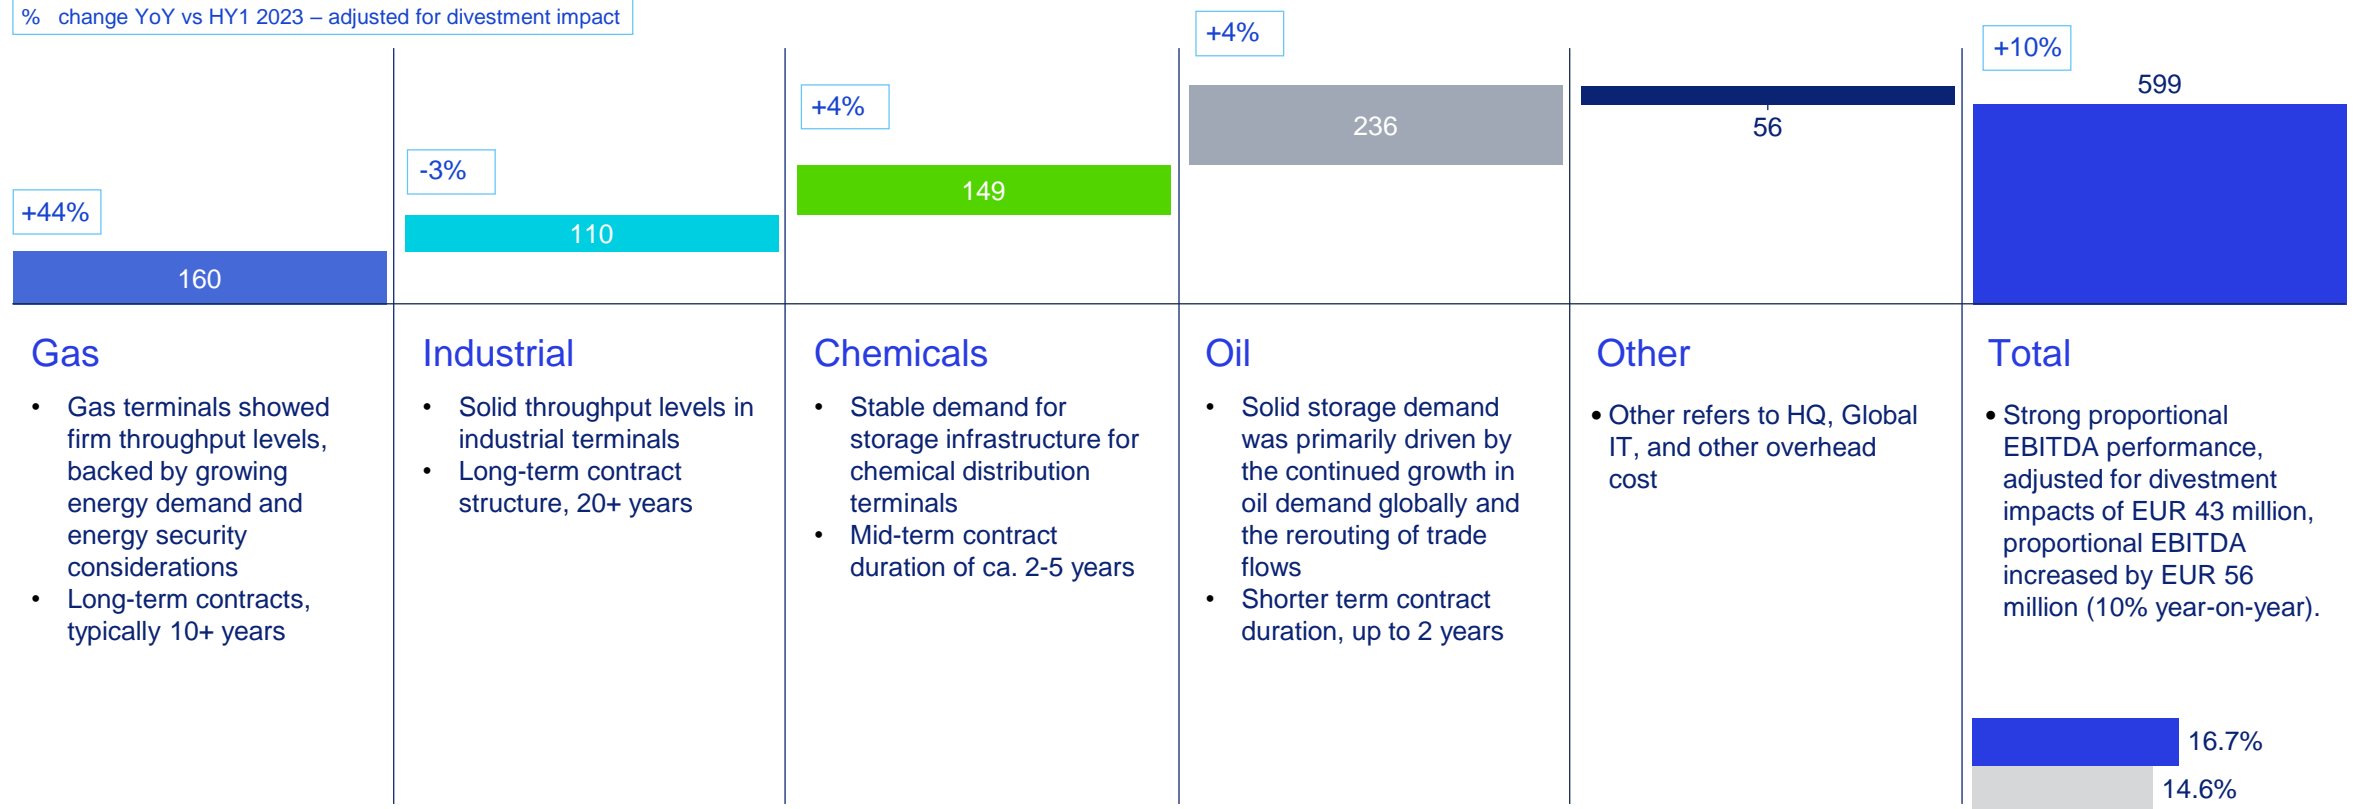 % change YoY vs HY1 2023 – adjusted for divestment impact
+44%
160
-3%
110
+4%
149
+4%
236
56
+10%
599
Gas
• Gas terminals showed
firm throughput levels,
backed by growing
energy demand and
energy security
considerations
• Long-term contracts,
typically 10+ years
Industrial
• Solid throughput levels in
industrial terminals
• Long-term contract
structure, 20+ years
Chemicals
• Stable demand for
storage infrastructure for
chemical distribution
terminals
• Mid-term contract
duration of ca. 2-5 years
Oil
• Solid storage demand
was primarily driven by
the continued growth in
oil demand globally and
the rerouting of trade
flows
• Shorter term contract
duration, up to 2 years
Other
• Other refers to HQ, Global
IT, and other overhead
cost
Total
• Strong proportional
EBITDA performance,
adjusted for divestment
impacts of EUR 43 million,
proportional EBITDA
increased by EUR 56
million (10% year-on-year).
16.7%
14.6%